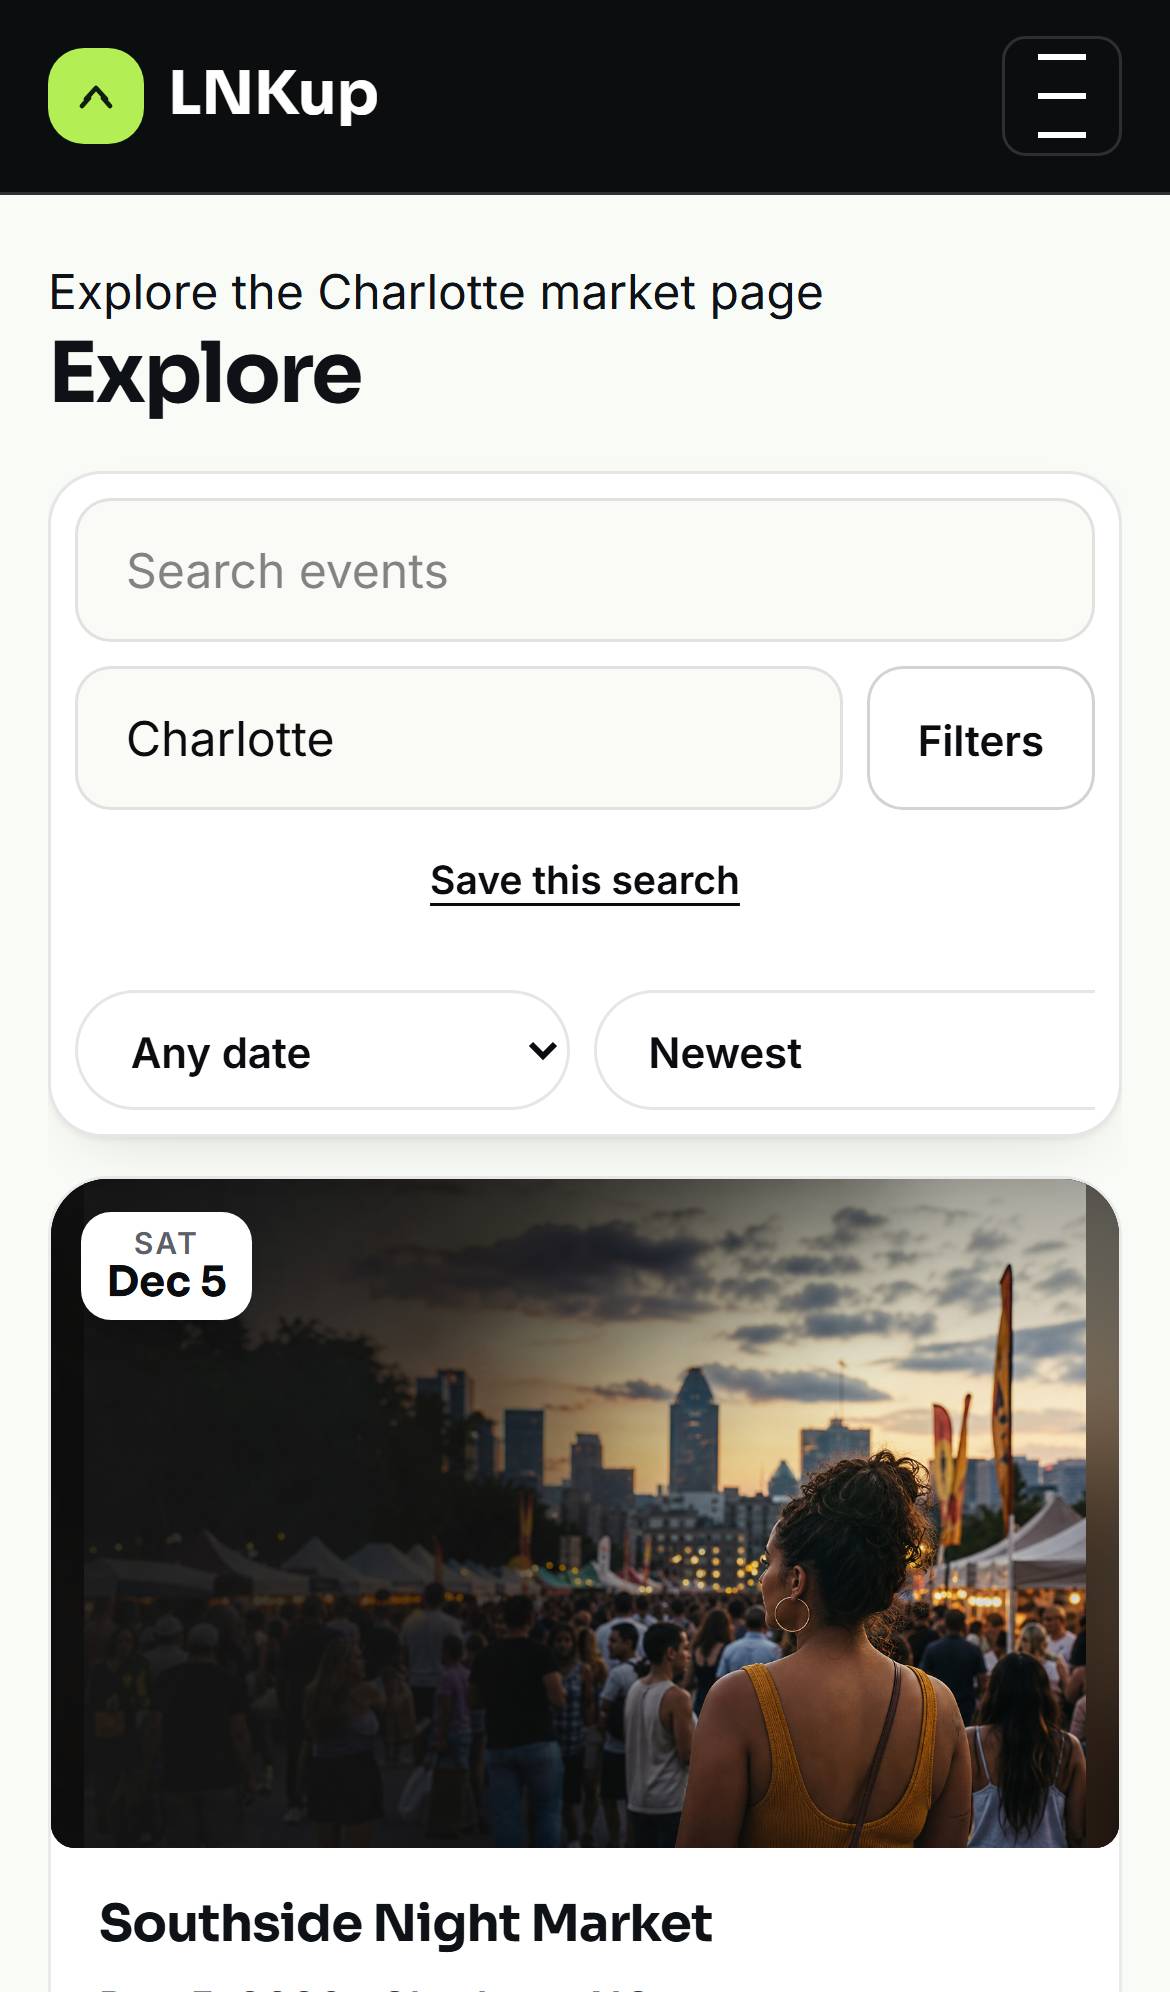 LNKup
Explore the Charlotte market page
Explore
Search events
Charlotte
Filters
Save this search
Any date
Newest
SAT
Dec 5
Southside Night Market